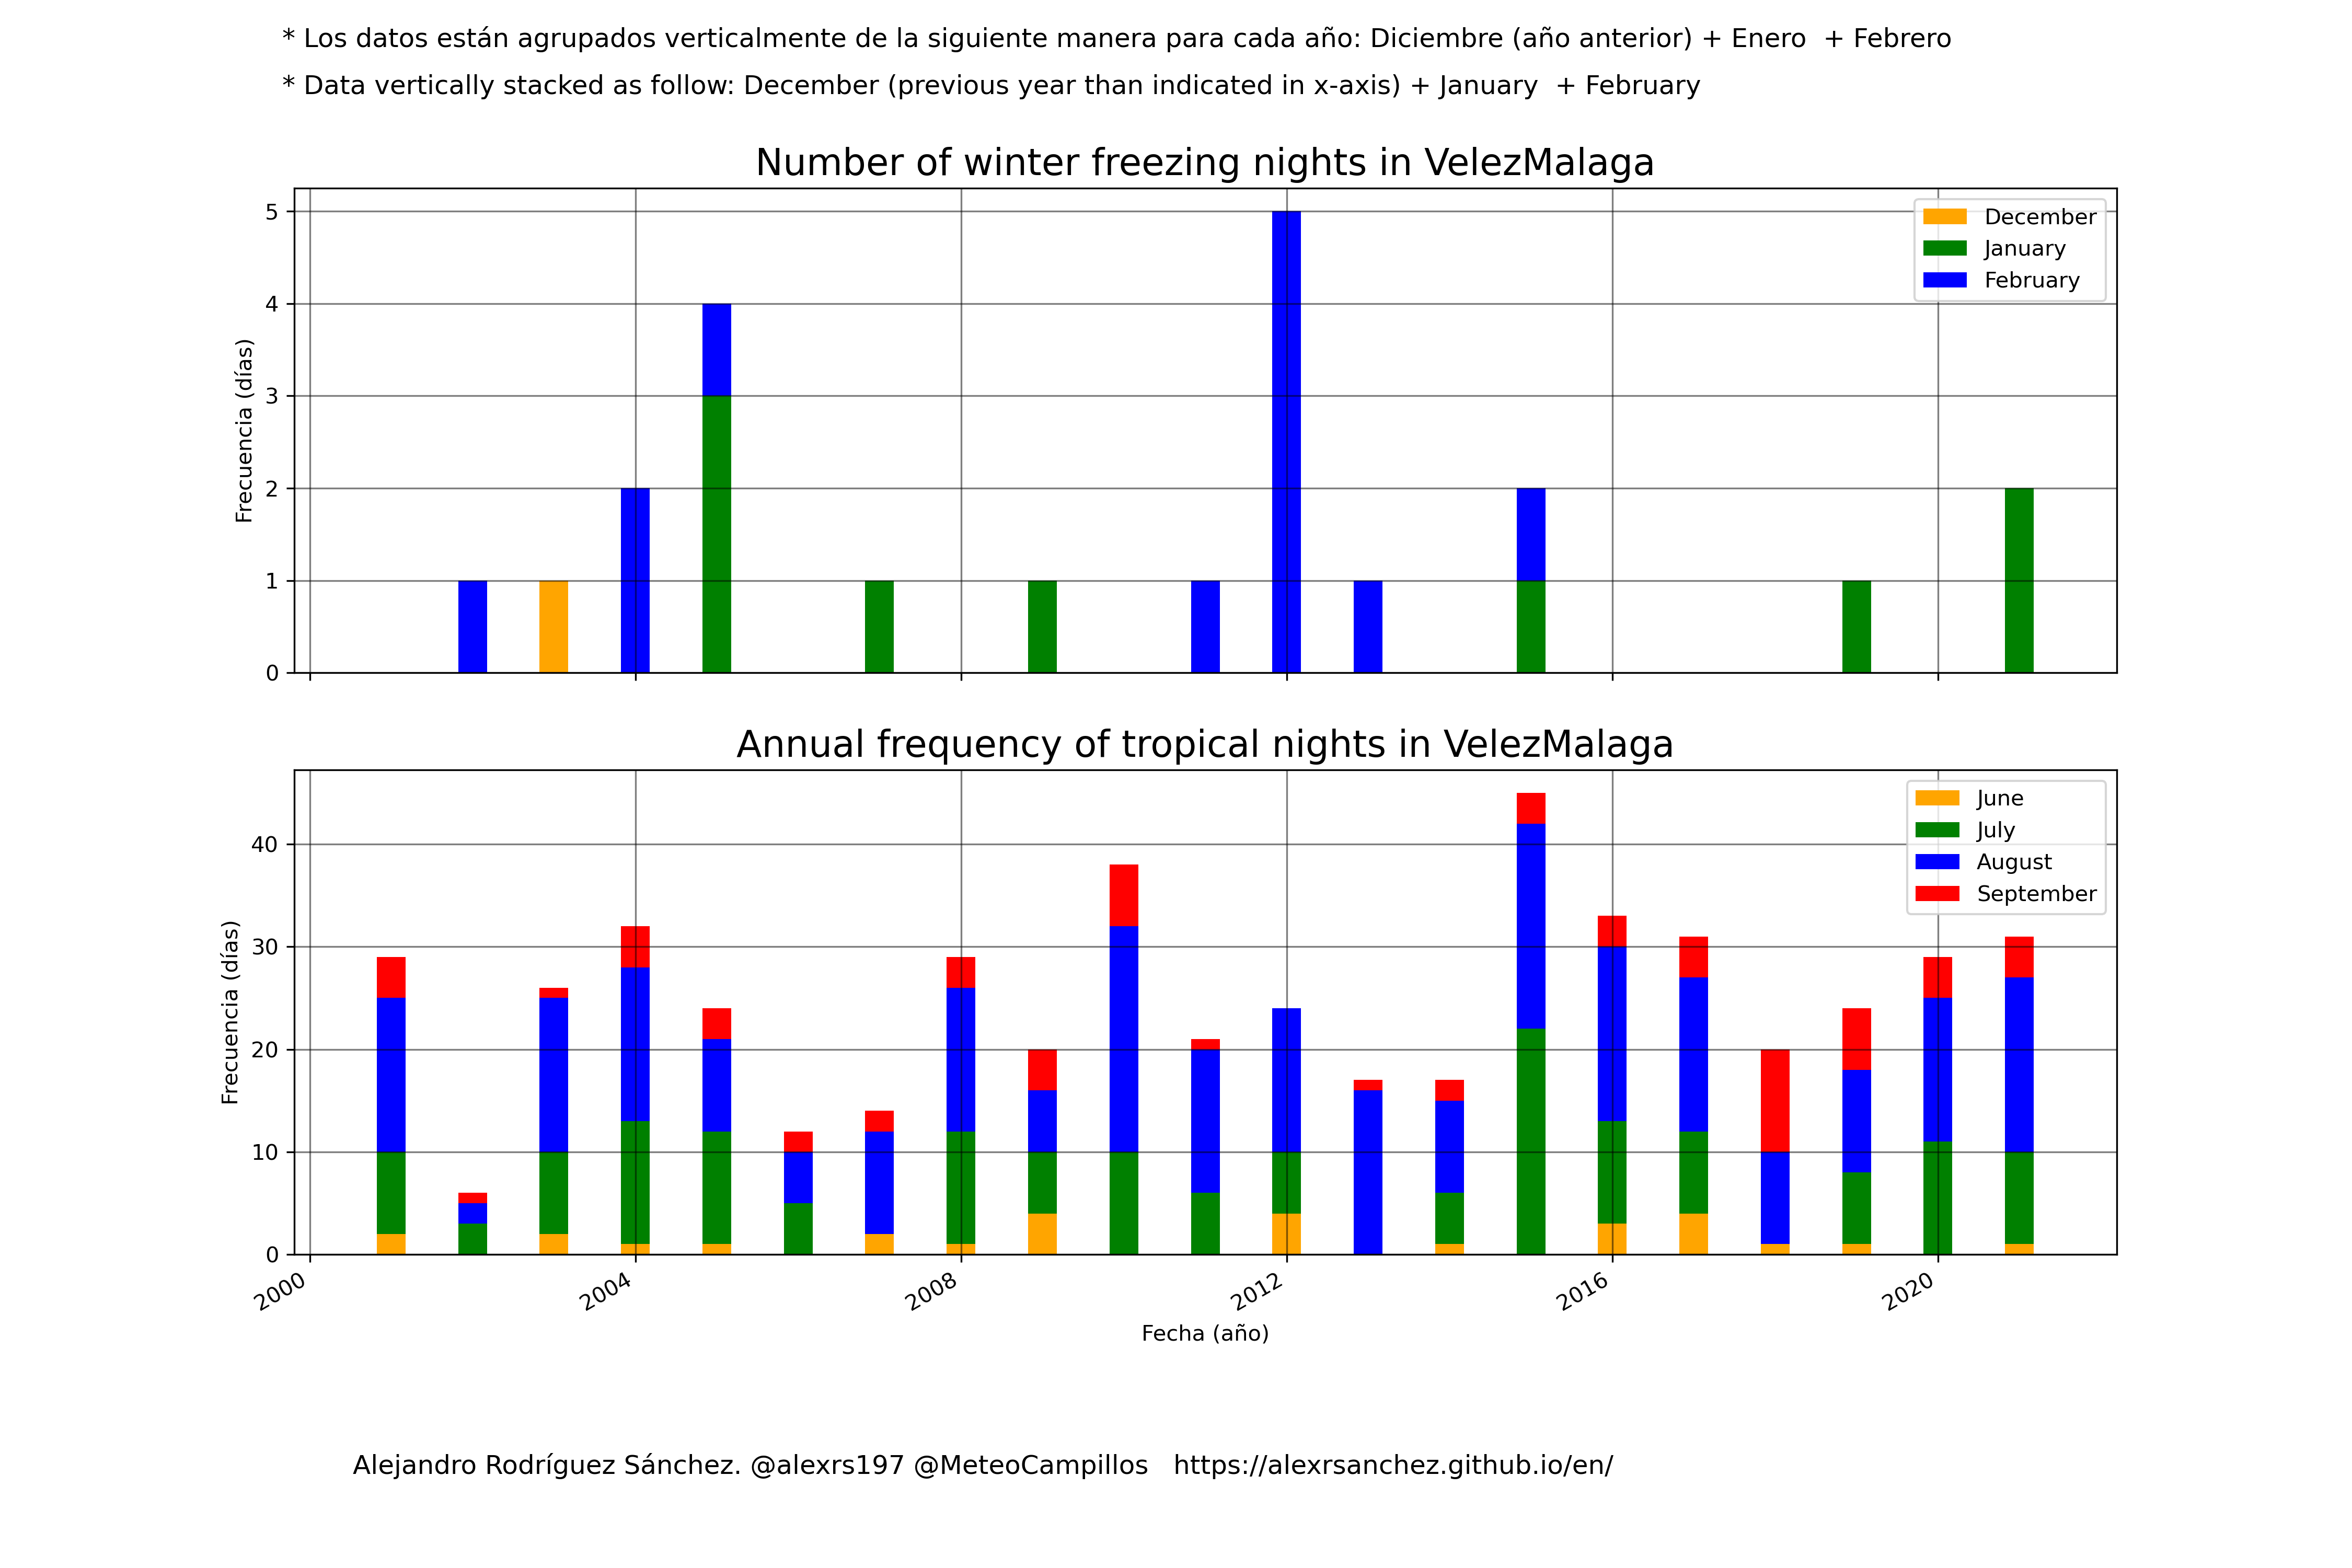 * Los datos están agrupados verticalmente de la siguiente manera para cada año: Diciembre (año anterior) + Enero  + Febrero
* Data vertically stacked as follow: December (previous year than indicated in x-axis) + January  + February
Number of winter freezing nights in VelezMalaga
Frecuencia (días)
5
4
3
2
1
0
December
January
February
Annual frequency of tropical nights in VelezMalaga
Frecuencia (días)
40
30
20
10
0
June
July
August
September
2000
2004
2008
2012
2016
2020
Fecha (año)
Alejandro Rodríguez Sánchez. @alexrs197 @MeteoCampillos   https://alexrsanchez.github.io/en/